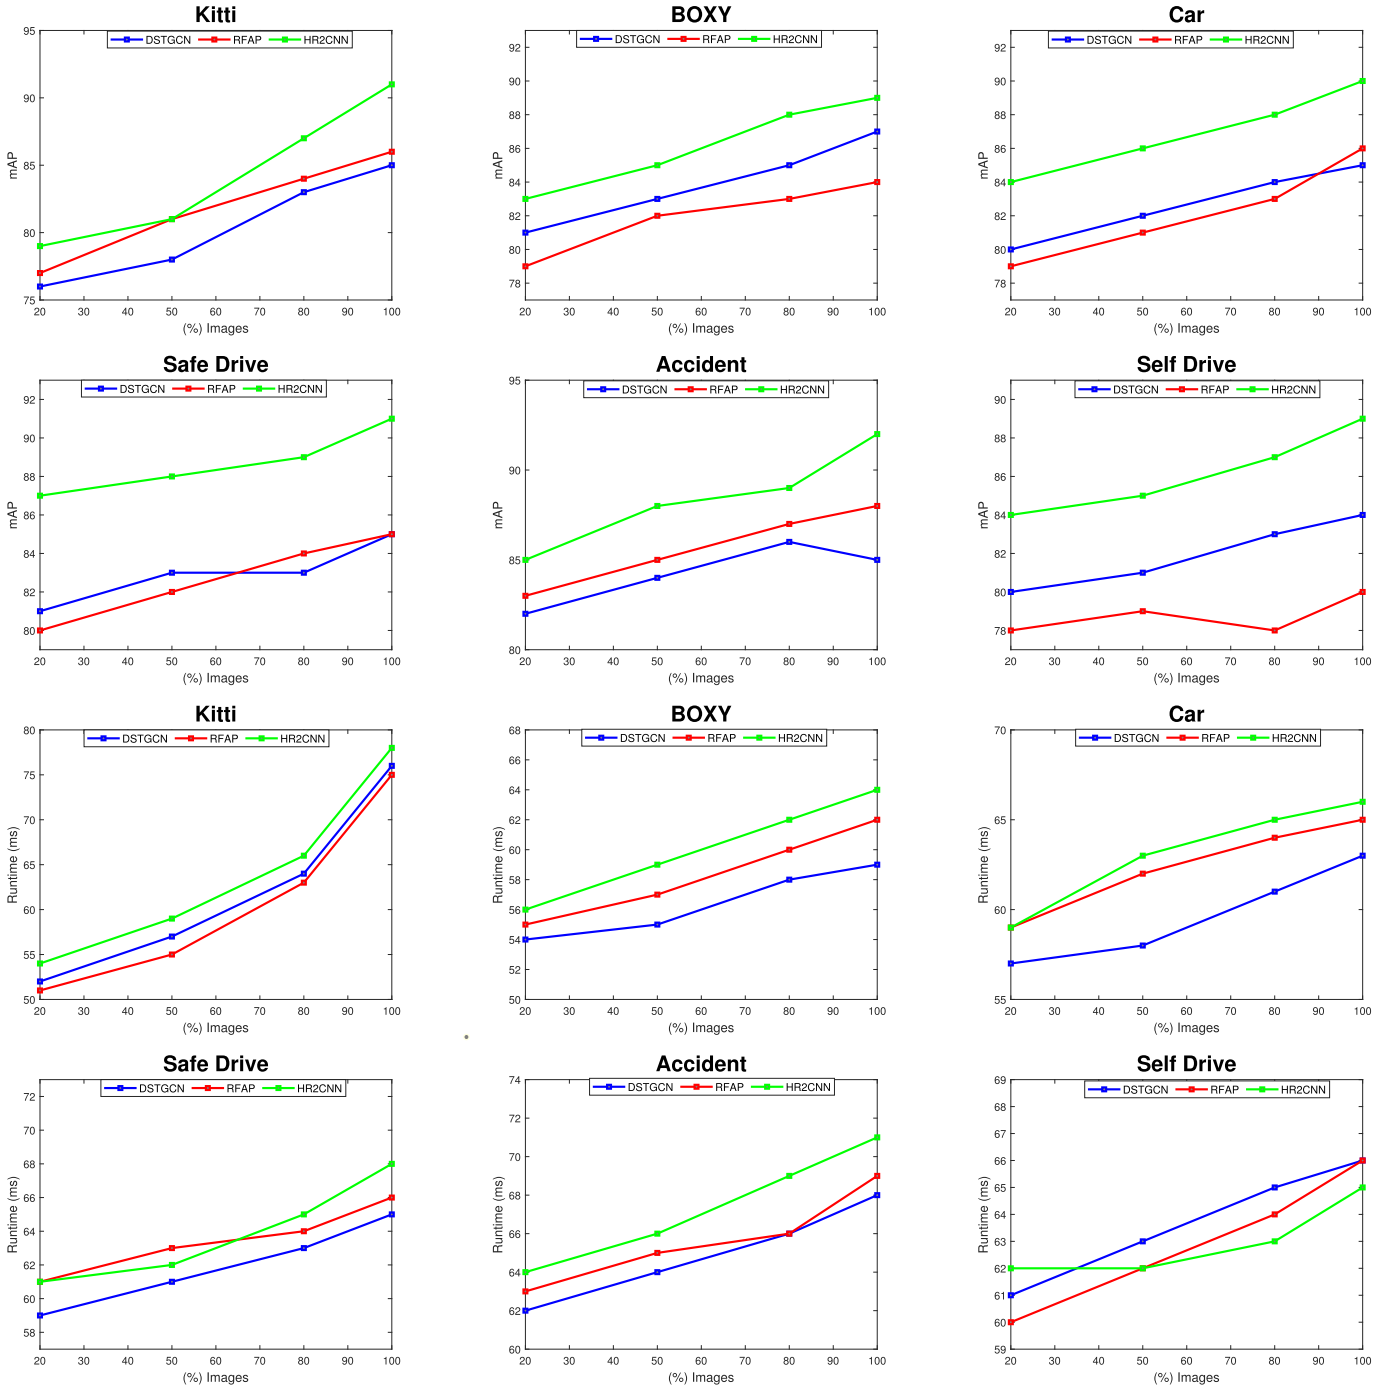 Kitti
DSTGCN RFAP HR2CNN
95
90
85
80
75
mAP
20 30 40 50 60 70 80 90 100
(%) Images
BOXY
DSTGCN RFAP HR2CNN
92
90
88
86
84
82
80
78
mAP
20 30 40 50 60 70 80 90 100
(%) Images
Car
DSTGCN RFAP HR2CNN
92
90
88
86
84
82
80
78
mAP
20 30 40 50 60 70 80 90 100
(%) Images
Safe Drive
DSTGCN RFAP HR2CNN
92
90
88
86
84
82
80
mAP
20 30 40 50 60 70 80 90 100
(%) Images
Accident
DSTGCN RFAP HR2CNN
95
90
85
80
mAP
20 30 40 50 60 70 80 90 100
(%) Images
Self Drive
DSTGCN RFAP HR2CNN
90
88
86
84
82
80
78
mAP
20 30 40 50 60 70 80 90 100
(%) Images
Kitti
DSTGCN RFAP HR2CNN
80
75
70
65
60
55
50
Runtime (ms)
20 30 40 50 60 70 80 90 100
(%) Images
BOXY
DSTGCN RFAP HR2CNN
68
66
64
62
60
58
56
54
52
50
Runtime (ms)
20 30 40 50 60 70 80 90 100
(%) Images
Car
DSTGCN RFAP HR2CNN
70
65
60
55
Runtime (ms)
20 30 40 50 60 70 80 90 100
(%) Images
Safe Drive
DSTGCN RFAP HR2CNN
72
70
68
66
64
62
60
58
Runtime (ms)
20 30 40 50 60 70 80 90 100
(%) Images
Accident
DSTGCN RFAP HR2CNN
74
72
70
68
66
64
62
60
Runtime (ms)
20 30 40 50 60 70 80 90 100
(%) Images
Self Drive
DSTGCN RFAP HR2CNN
69
68
67
66
65
64
63
62
61
60
59
Runtime (ms)
20 30 40 50 60 70 80 90 100
(%) Images